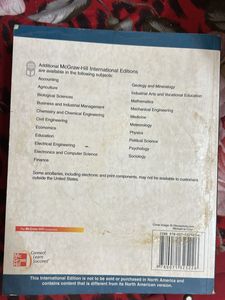 Additional McGraw-Hill International Editions
are available in the following subjects:
Accounting
Agriculture
Biological Sciences
Business and Industrial Management
Chemistry and Chemical Engineering
Civil Engineering
Economics
Education
Electrical Engineering
Electronics and Computer Science
Finance
Geology and Mineralogy
Industrial Arts and Vocational Education
Mathematics
Mechanical Engineering
Medicine
Meteorology
Physics
Political Science
Psychology
Sociology
Some ancillaries, including electronic and print components, may not be available to customers
outside the United States.
Connect
Learn
Succeed
This International Edition is not to be sold or purchased in North America and
contains content that is different from its North American version.